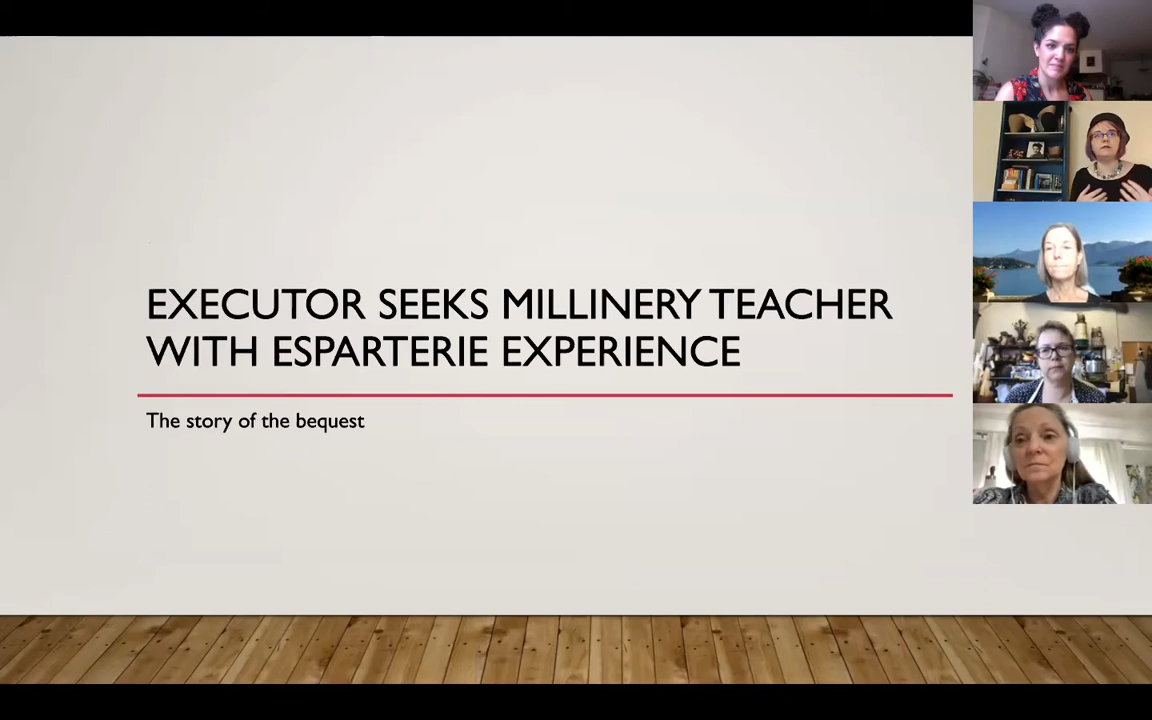 EXECUTOR SEEKS MILLINERY TEACHER
WITH ESPARTERIE EXPERIENCE
The story of the bequest